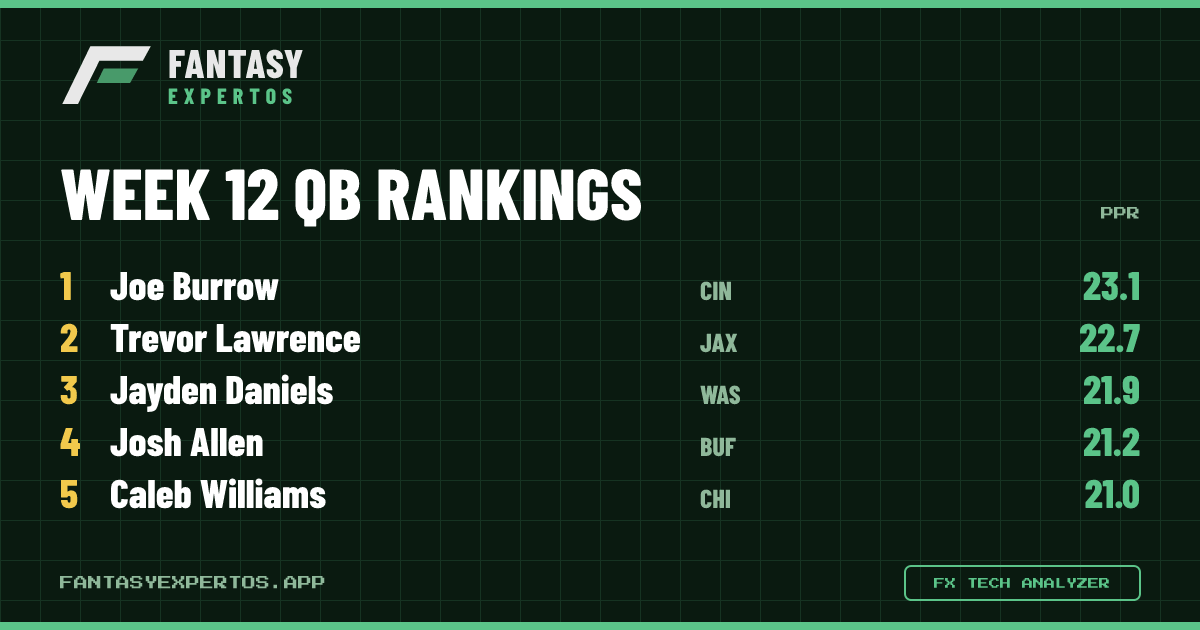 FANTASY
EXPERTOS
WEEK 12 QB RANKINGS
PPR
1 Joe Burrow CIN 23.1
2 Trevor Lawrence JAX 22.7
3 Jayden Daniels WAS 21.9
4 Josh Allen BUF 21.2
5 Caleb Williams CHI 21.0
FANTASYEXPERTOS.APP
FX TECH ANALYZER